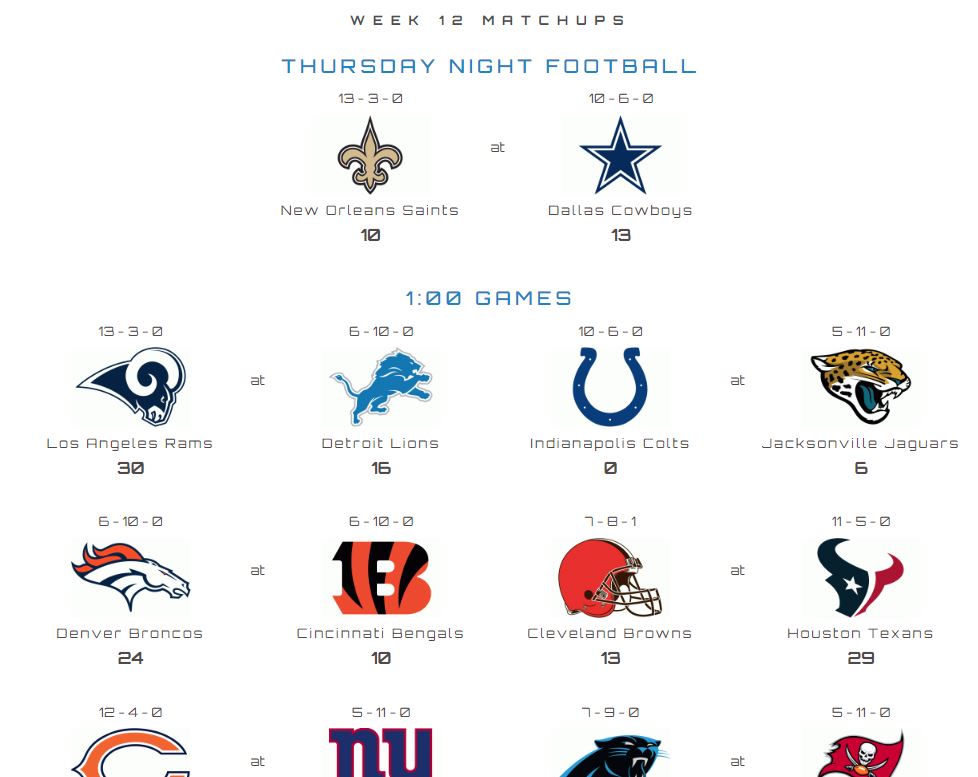 WEEK 12 MATCHUPS
THURSDAY NIGHT FOOTBALL
13-3-0 10-6-0
at
New Orleans Saints Dallas Cowboys
10 13
1:00 GAMES
13-3-0 6-10-0 10-6-0 5-11-0
at at
Los Angeles Rams Detroit Lions Indianapolis Colts Jacksonville Jaguars
30 16 0 6
6-10-0 6-10-0 7-8-1 11-5-0
at B at
Denver Broncos Cincinnati Bengals Cleveland Browns Houston Texans
24 10 13 29
12-4-0 5-11-0 7-9-0 5-11-0
at ny at